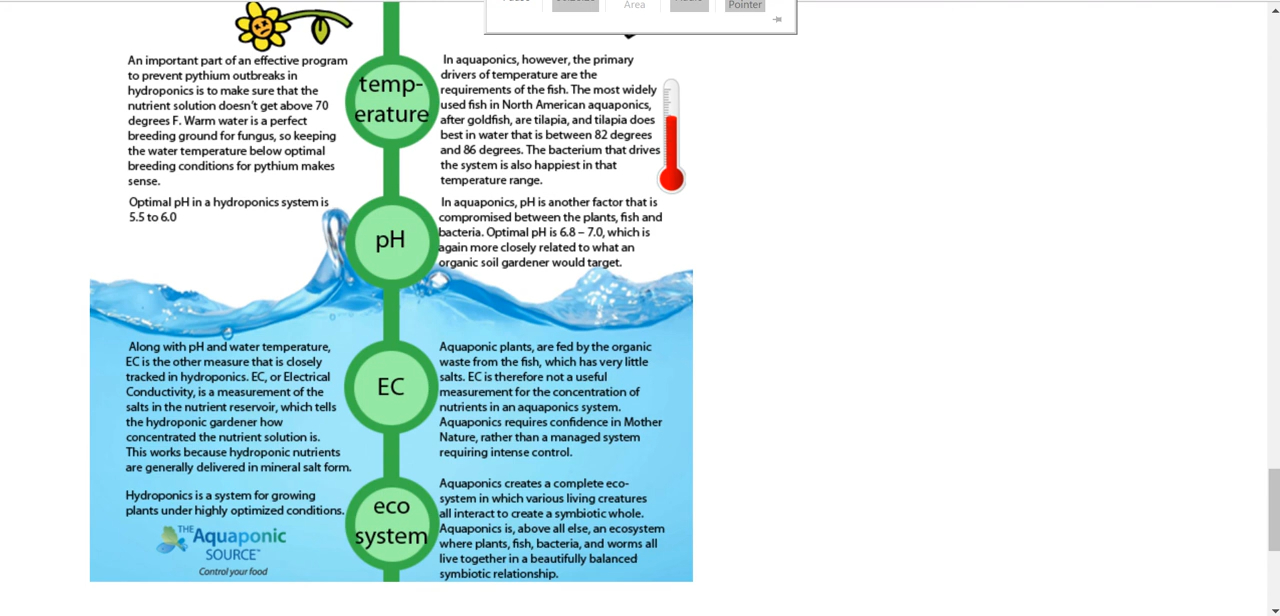 Area
Pointer
An important part of an effective program
to prevent pythium outbreaks in
hydroponics is to make sure that the
nutrient solution doesn't get above 70
degrees F. Warm water is a perfect
breeding ground for fungus, so keeping
the water temperature below optimal
breeding conditions for pythium makes
sense.
temp-
erature
In aquaponics, however, the primary
drivers of temperature are the
requirements of the fish. The most widely
used fish in North American aquaponics,
after goldfish, are tilapia, and tilapia does
best in water that is between 82 degrees
and 86 degrees. The bacterium that drives
the system is also happiest in that
temperature range.
Optimal pH in a hydroponics system is
5.5 to 6.0
pH
In aquaponics, pH is another factor that is
compromised between the plants, fish and
bacteria. Optimal pH is 6.8 – 7.0, which is
again more closely related to what an
organic soil gardener would target.
Along with pH and water temperature,
EC is the other measure that is closely
tracked in hydroponics. EC, or Electrical
Conductivity, is a measurement of the
salts in the nutrient reservoir, which tells
the hydroponic gardener how
concentrated the nutrient solution is.
This works because hydroponic nutrients
are generally delivered in mineral salt form.
EC
Aquaponic plants, are fed by the organic
waste from the fish, which has very little
salts. EC is therefore not a useful
measurement for the concentration of
nutrients in an aquaponics system.
Aquaponics requires confidence in Mother
Nature, rather than a managed system
requiring intense control.
Hydroponics is a system for growing
plants under highly optimized conditions.
eco
system
Aquaponics creates a complete eco-
system in which various living creatures
all interact to create a symbiotic whole.
Aquaponics is, above all else, an ecosystem
where plants, fish, bacteria, and worms all
live together in a beautifully balanced
symbiotic relationship.
THE
Aquaponic
SOURCE™
Control your food